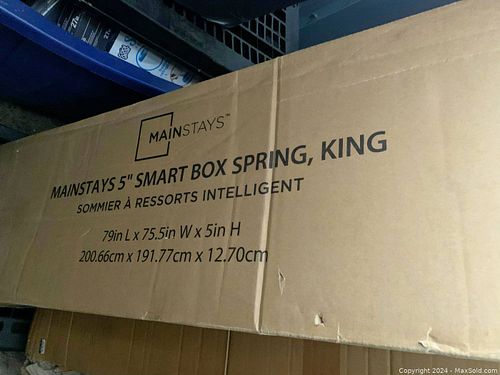 MAINSTAYS™
MAINSTAYS 5" SMART BOX SPRING, KING
SOMMIER À RESSORTS INTELLIGENT
79in L x 75.5in W x 5in H
200.66cm x 191.77cm x 12.70cm
Copyright 2024 - MaxSold.com